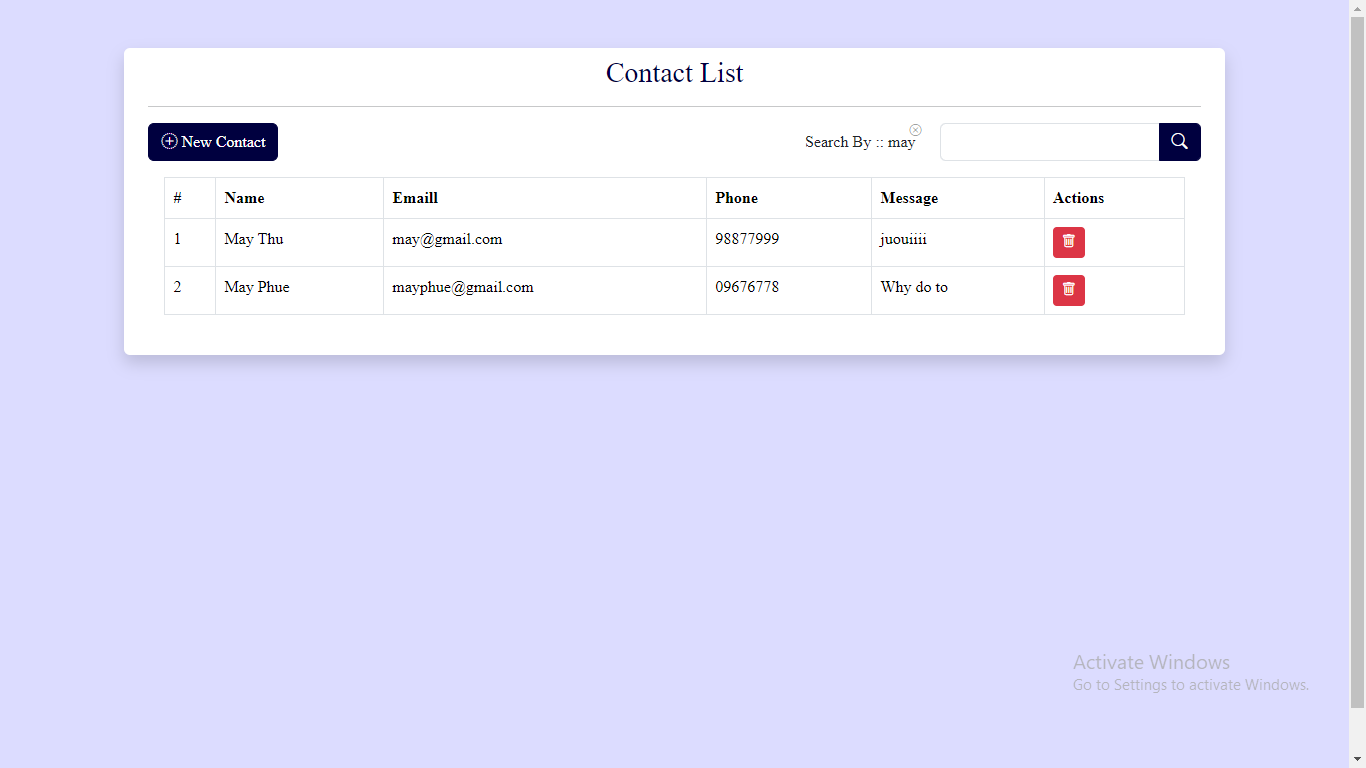 Contact List
New Contact
Search By :: may
# Name Emaill Phone Message Actions
1 May Thu may@gmail.com 98877999 juouiiii
2 May Phue mayphue@gmail.com 09676778 Why do to
Activate Windows
Go to Settings to activate Windows.